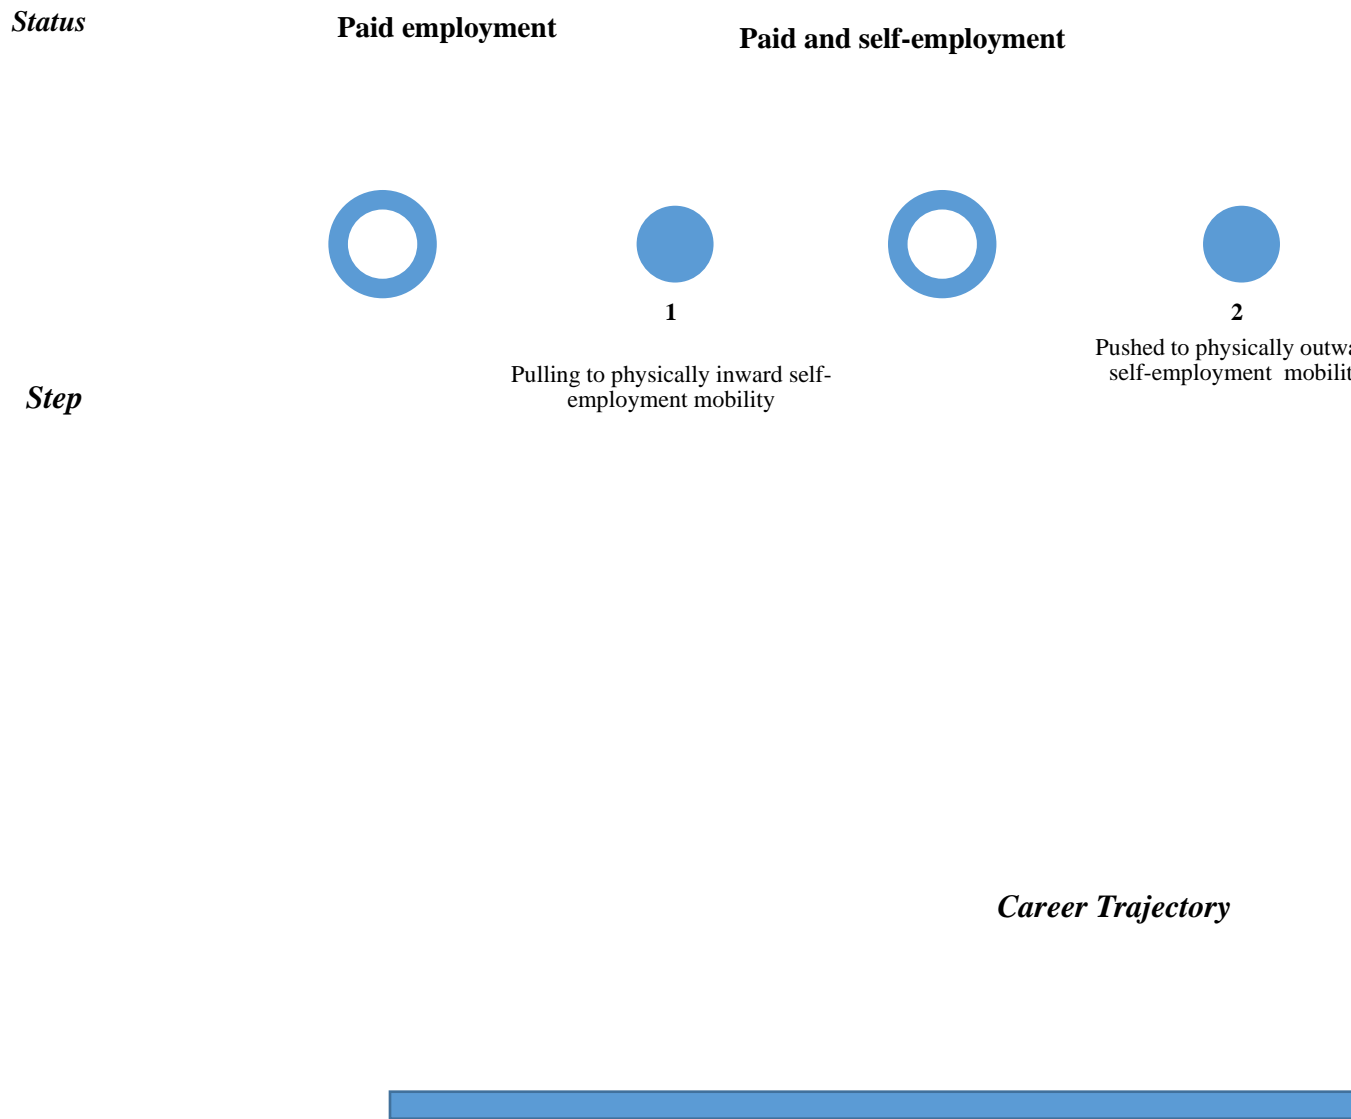 Status
Paid employment
Paid and self-employment
1
2
Pulling to physically inward self-
employment mobility
Pushed to physically
self-employment
Step
Career Trajectory